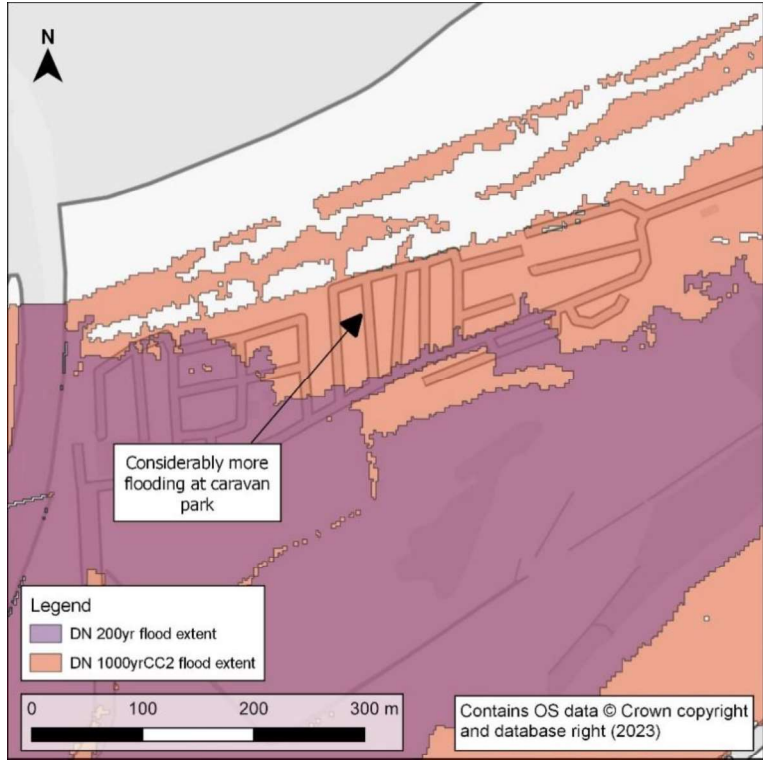 N
Considerably more
flooding at caravan
park
Legend
DN 200yr flood extent
DN 1000yrCC2 flood extent
0 100 200 300 m
Contains OS data © Crown copyright
and database right (2023)